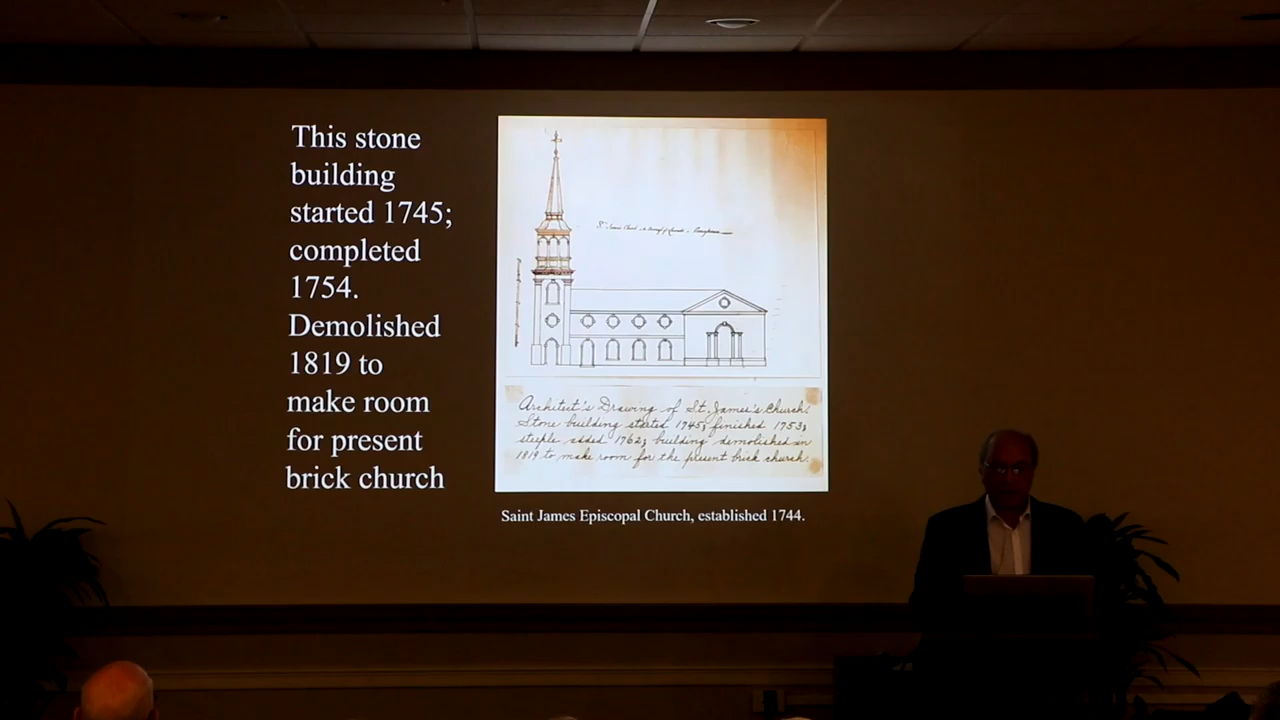 This stone
building
started 1745;
completed
1754.
Demolished
1819 to
make room
for present
brick church
Architect's Drawing of St. James's Church.
Stone building started 1745; finished 1753;
steeple added 1762; building demolished in
1819 to make room for the present brick church.
Saint James Episcopal Church, established 1744.